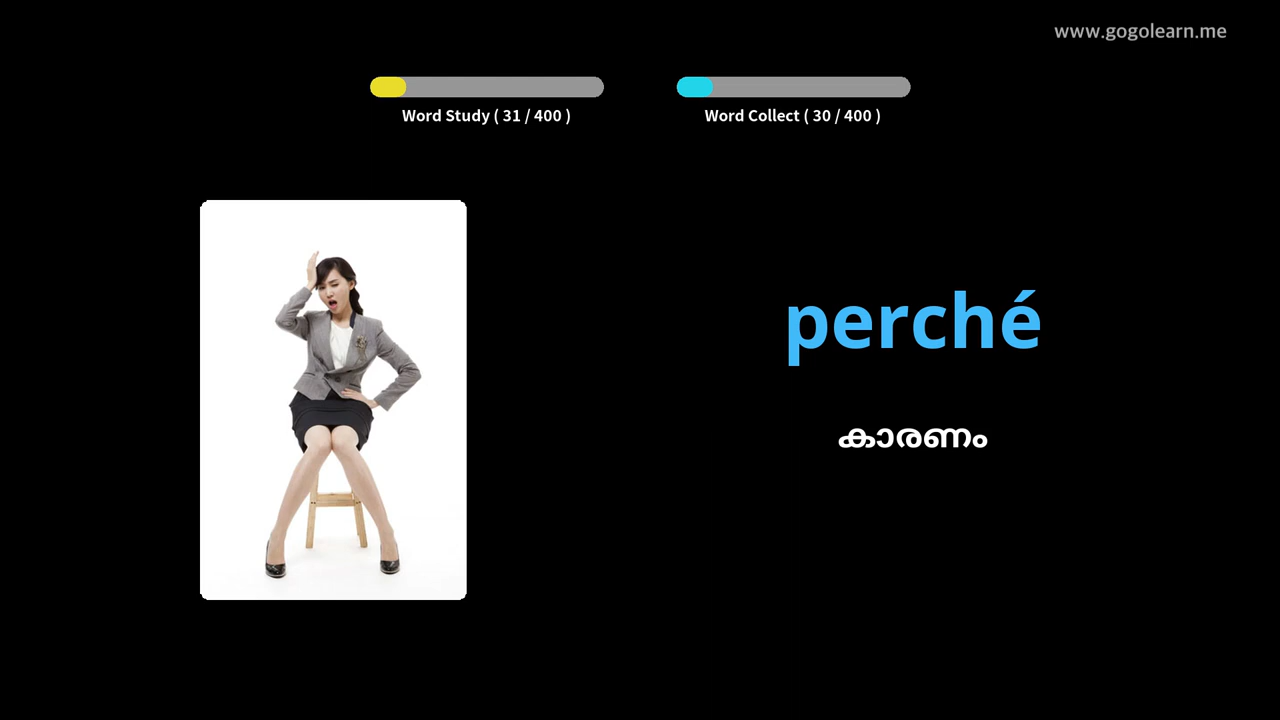 www.gogolearn.me
Word Study ( 31 / 400 )
Word Collect ( 30 / 400 )
perché
കാരണം